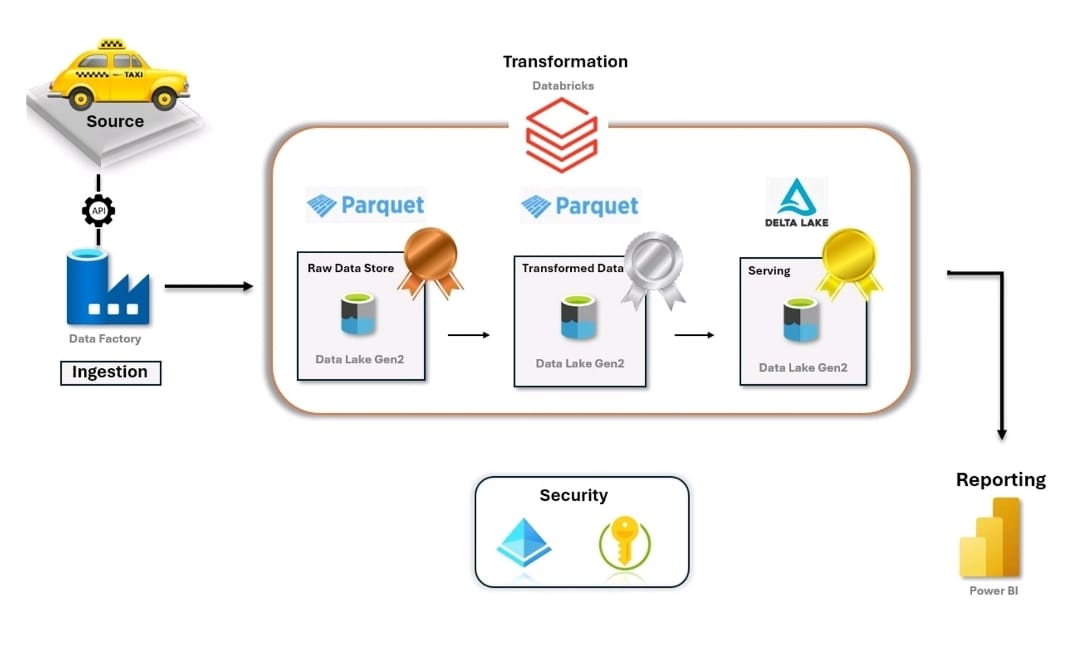 TAXI
Source
API
Data Factory
Ingestion
Transformation
Databricks
Parquet
Parquet
DELTA LAKE
Raw Data Store
Data Lake Gen2
Transformed Data
Data Lake Gen2
Serving
Data Lake Gen2
Security
Reporting
Power BI